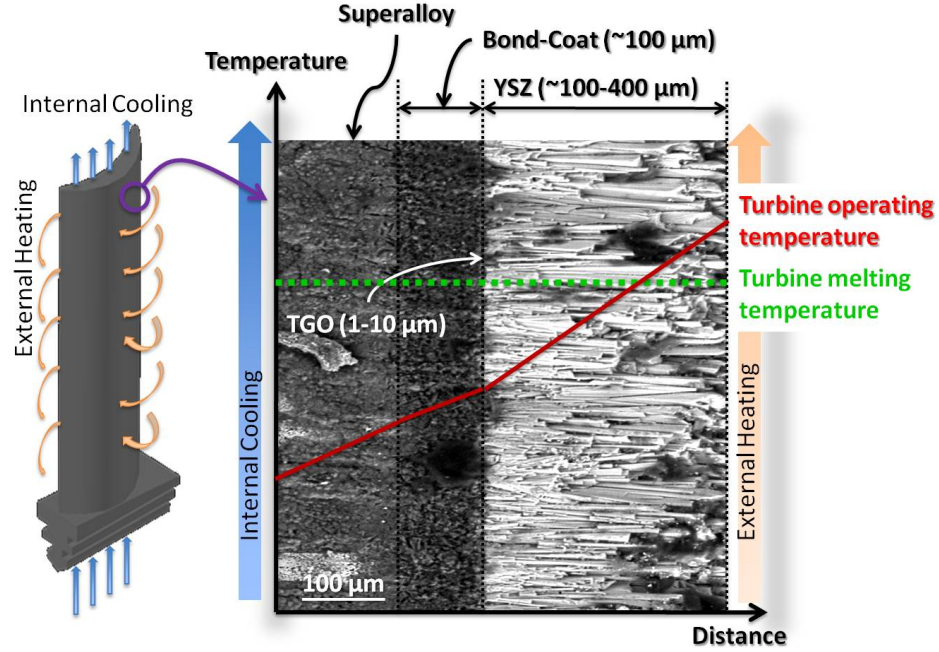 Superalloy
Bond-Coat (~100 μm)
Temperature
YSZ (~100-400 μm)
Internal Cooling
External Heating
Internal Cooling
TGO (1-10 μm)
100 μm
Turbine operating
temperature
Turbine melting
temperature
External Heating
Distance